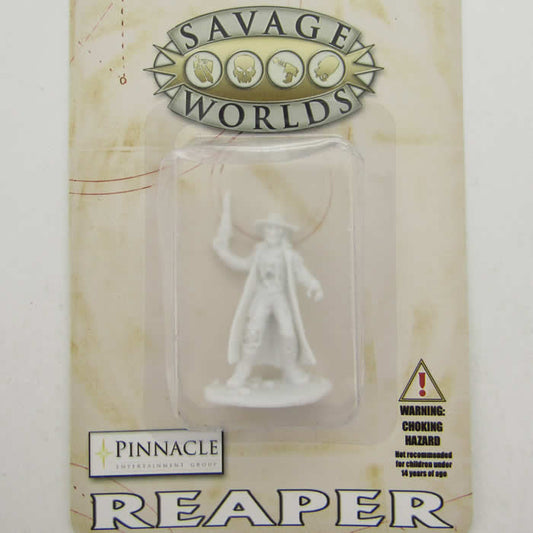 SAVAGE
WORLDS
WARNING:
CHOKING
HAZARD
Not recommended
for children under
14 years of age
PINNACLE
ENTERTAINMENT GROUP
REAPER